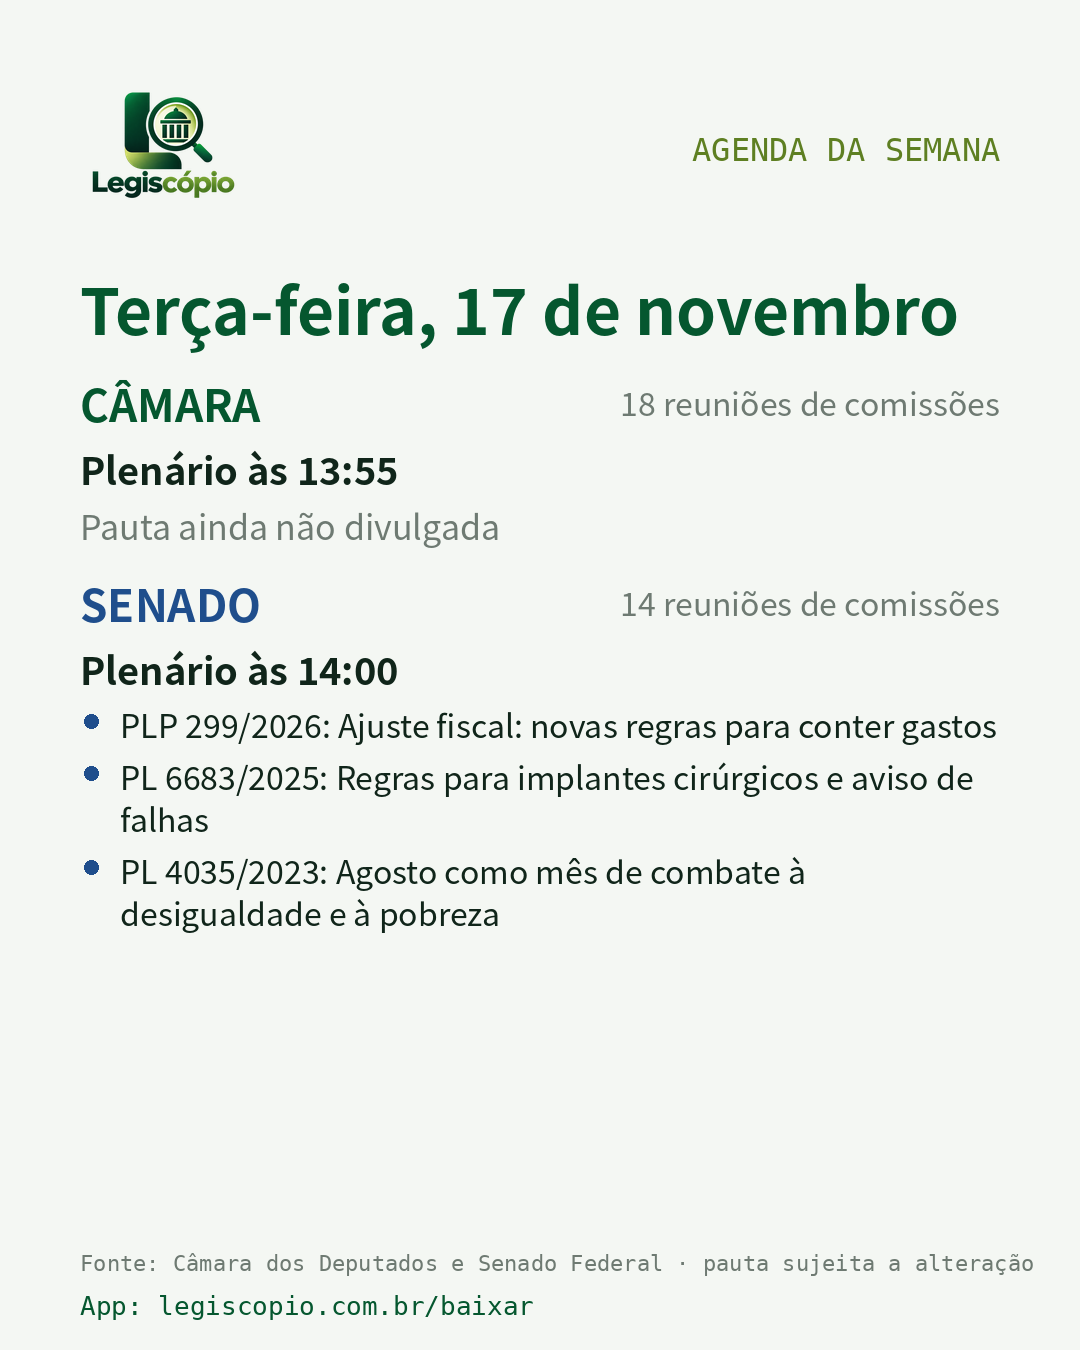 Legiscópio
AGENDA DA SEMANA
Terça-feira, 17 de novembro
CÂMARA
18 reuniões de comissões
Plenário às 13:55
Pauta ainda não divulgada
SENADO
14 reuniões de comissões
Plenário às 14:00
PLP 299/2026: Ajuste fiscal: novas regras para conter gastos
PL 6683/2025: Regras para implantes cirúrgicos e aviso de
falhas
PL 4035/2023: Agosto como mês de combate à
desigualdade e à pobreza
Fonte: Câmara dos Deputados e Senado Federal · pauta sujeita a alteração
App: legiscopio.com.br/baixar